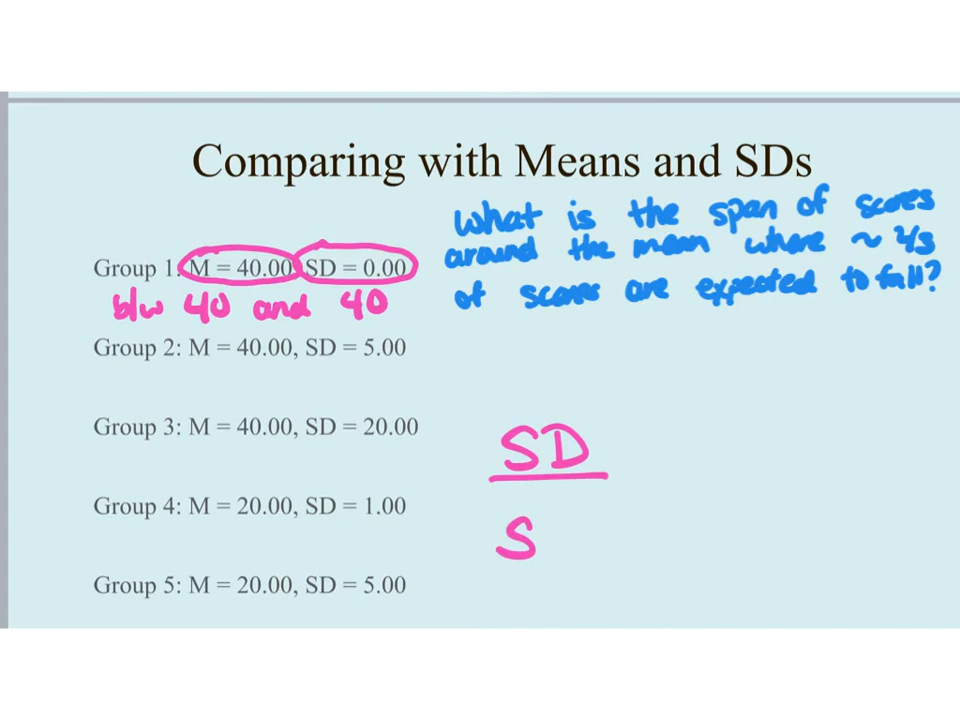 Comparing with Means and SDs
What is the span of scores
around the mean where ~ 2/3
of scores are expected to fall?
Group 1: M = 40.00, SD = 0.00
b/w 40 and 40
Group 2: M = 40.00, SD = 5.00
Group 3: M = 40.00, SD = 20.00
SD
Group 4: M = 20.00, SD = 1.00
S
Group 5: M = 20.00, SD = 5.00